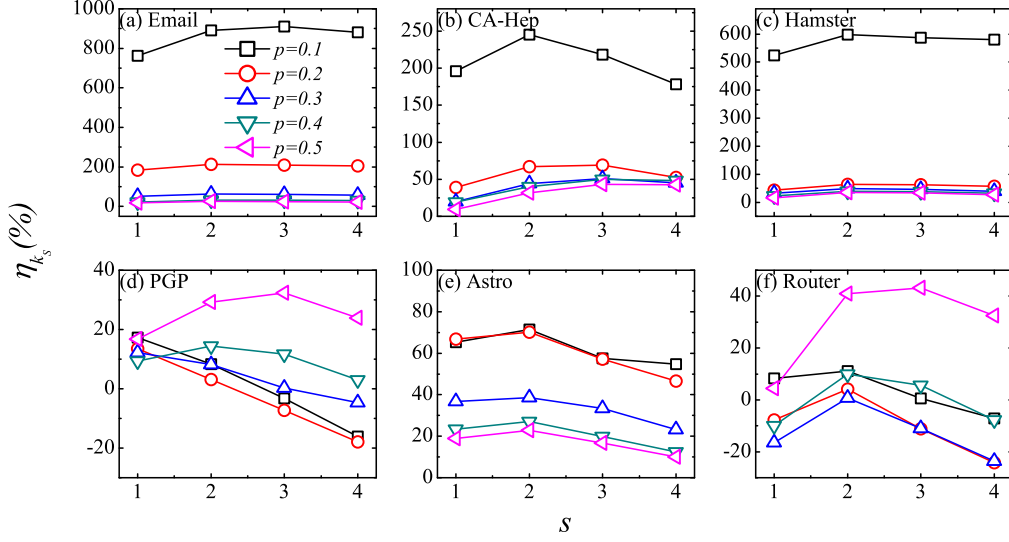 (a) Email
1000
800
600
400
200
0
1 2 3 4
p=0.1
p=0.2
p=0.3
p=0.4
p=0.5
(b) CA-Hep
250
200
150
100
50
0
1 2 3 4
(c) Hamster
600
500
400
300
200
100
0
1 2 3 4
η_{k_s}(%)
(d) PGP
40
20
0
-20
1 2 3 4
(e) Astro
100
80
60
40
20
0
1 2 3 4
(f) Router
40
20
0
-20
1 2 3 4
s